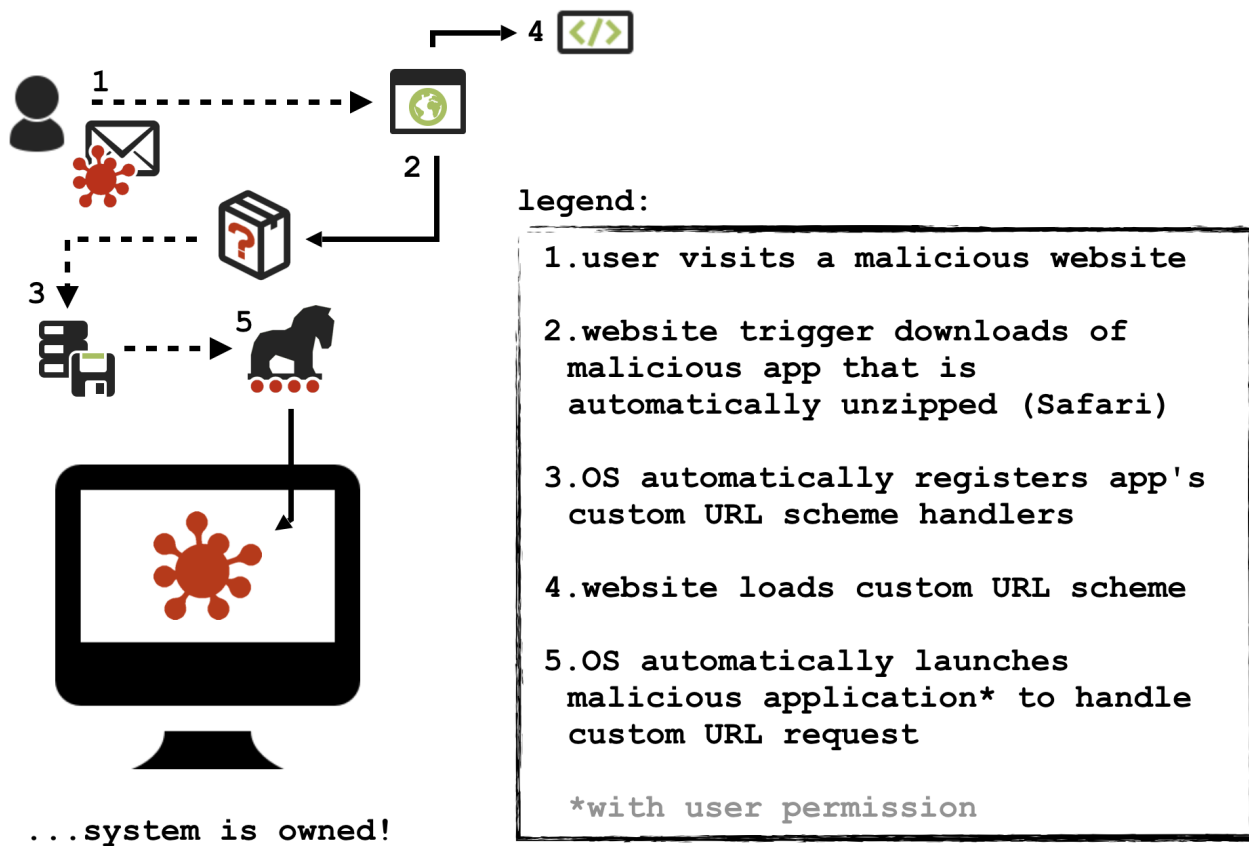 4
1
2
3
5
legend:
1.user visits a malicious website
2.website trigger downloads of
malicious app that is
automatically unzipped (Safari)
3.OS automatically registers app's
custom URL scheme handlers
4.website loads custom URL scheme
5.OS automatically launches
malicious application* to handle
custom URL request
*with user permission
...system is owned!